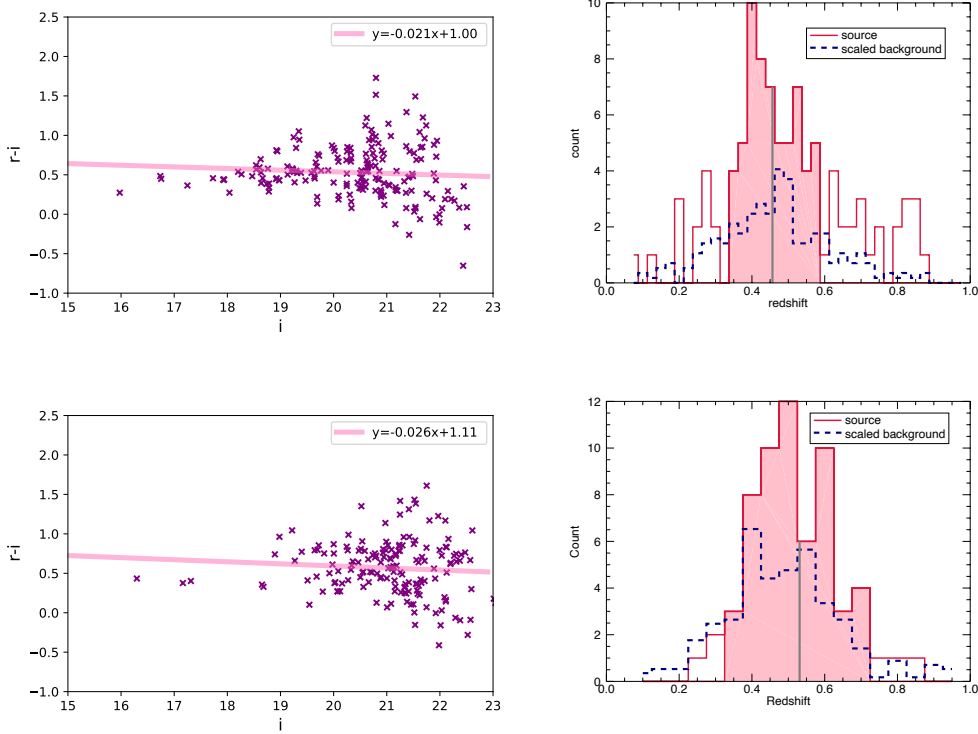 2.5
2.0
1.5
1.0
0.5
0.0
−0.5
−1.0
r-i
y=-0.021x+1.00
15 16 17 18 19 20 21 22 23
i
10
8
6
4
2
0
count
source
scaled background
0.0 0.2 0.4 0.6 0.8 1.0
redshift
2.5
2.0
1.5
1.0
0.5
0.0
−0.5
−1.0
r-i
y=-0.026x+1.11
15 16 17 18 19 20 21 22 23
i
12
10
8
6
4
2
0
Count
source
scaled background
0.0 0.2 0.4 0.6 0.8 1.0
Redshift